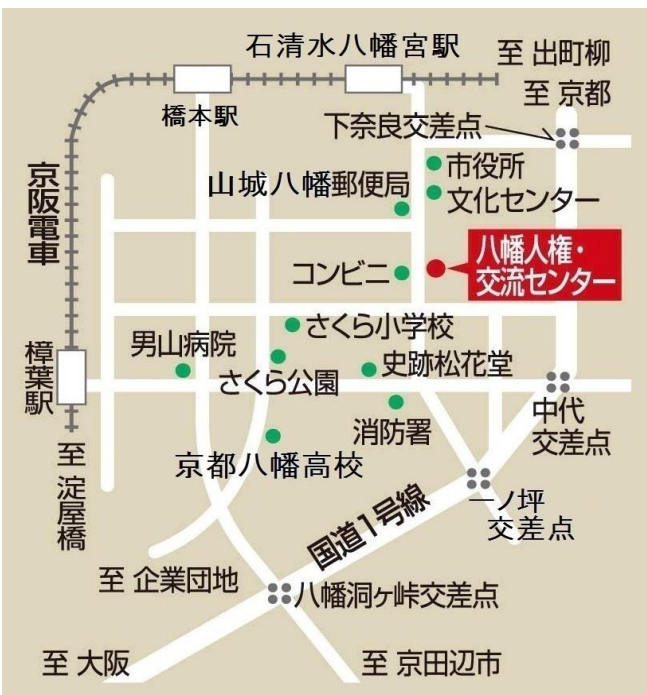 石清水八幡宮駅
至 出町柳
至 京都
橋本駅
下奈良交差点
市役所
山城八幡郵便局
文化センター
京阪電車
八幡人権・
交流センター
コンビニ
さくら小学校
男山病院
史跡松花堂
樟葉駅
さくら公園
消防署
中代
交差点
京都八幡高校
至 淀屋橋
一ノ坪
交差点
国道1号線
至 企業団地
八幡洞ヶ峠交差点
至 大阪
至 京田辺市